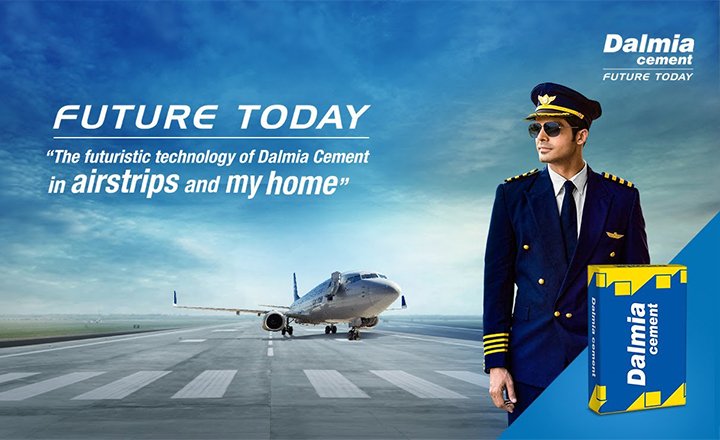 Dalmia
cement
FUTURE TODAY
FUTURE TODAY
“The futuristic technology of Dalmia Cement
in airstrips and my home”
Dalmia cement
Dalmia
cement